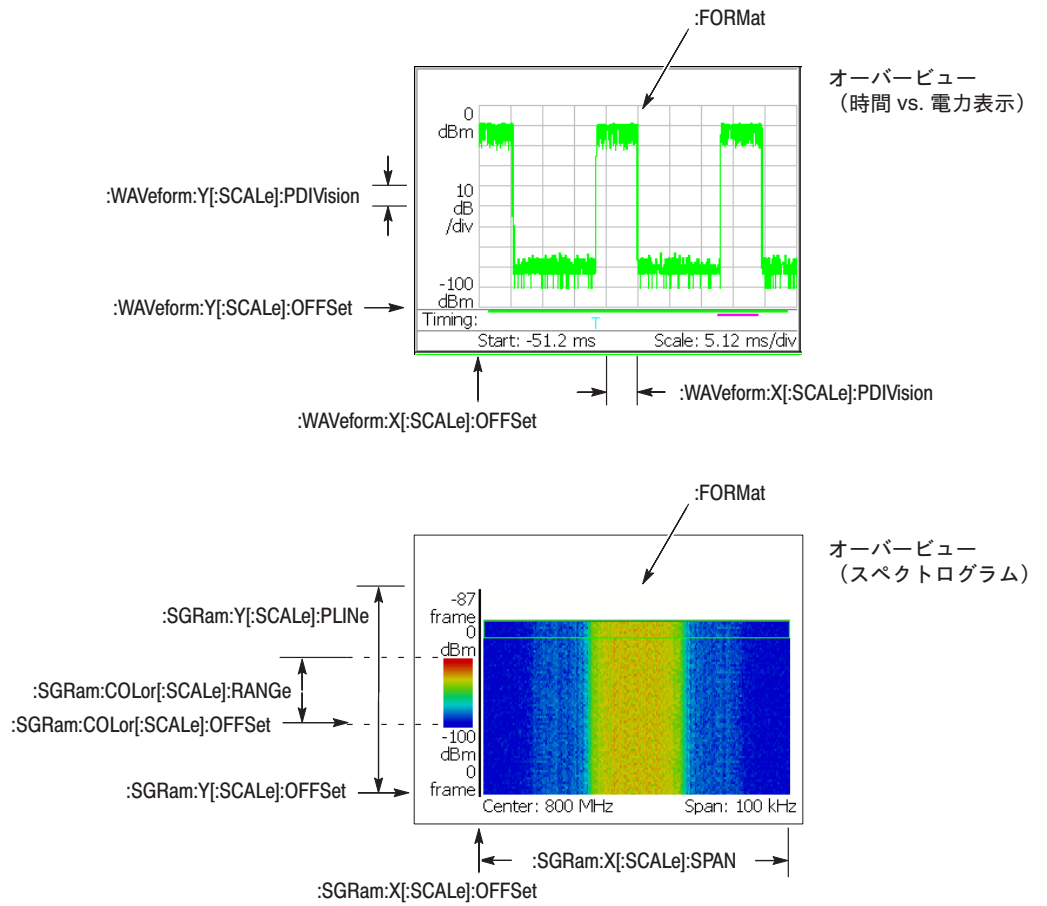 :FORMat
オーバービュー
（時間 vs. 電力表示）
0
dBm
:WAVeform:Y[:SCALe]:PDIVision
10
dB
/div
-100
dBm
:WAVeform:Y[:SCALe]:OFFSet
Timing:
T
Start: -51.2 ms
Scale: 5.12 ms/div
:WAVeform:X[:SCALe]:PDIVision
:WAVeform:X[:SCALe]:OFFSet
:FORMat
オーバービュー
（スペクトログラム）
-87
frame
:SGRam:Y[:SCALe]:PLINe
0
dBm
:SGRam:COLor[:SCALe]:RANGe
:SGRam:COLor[:SCALe]:OFFSet
-100
dBm
0
frame
:SGRam:Y[:SCALe]:OFFSet
Center: 800 MHz
Span: 100 kHz
:SGRam:X[:SCALe]:SPAN
:SGRam:X[:SCALe]:OFFSet